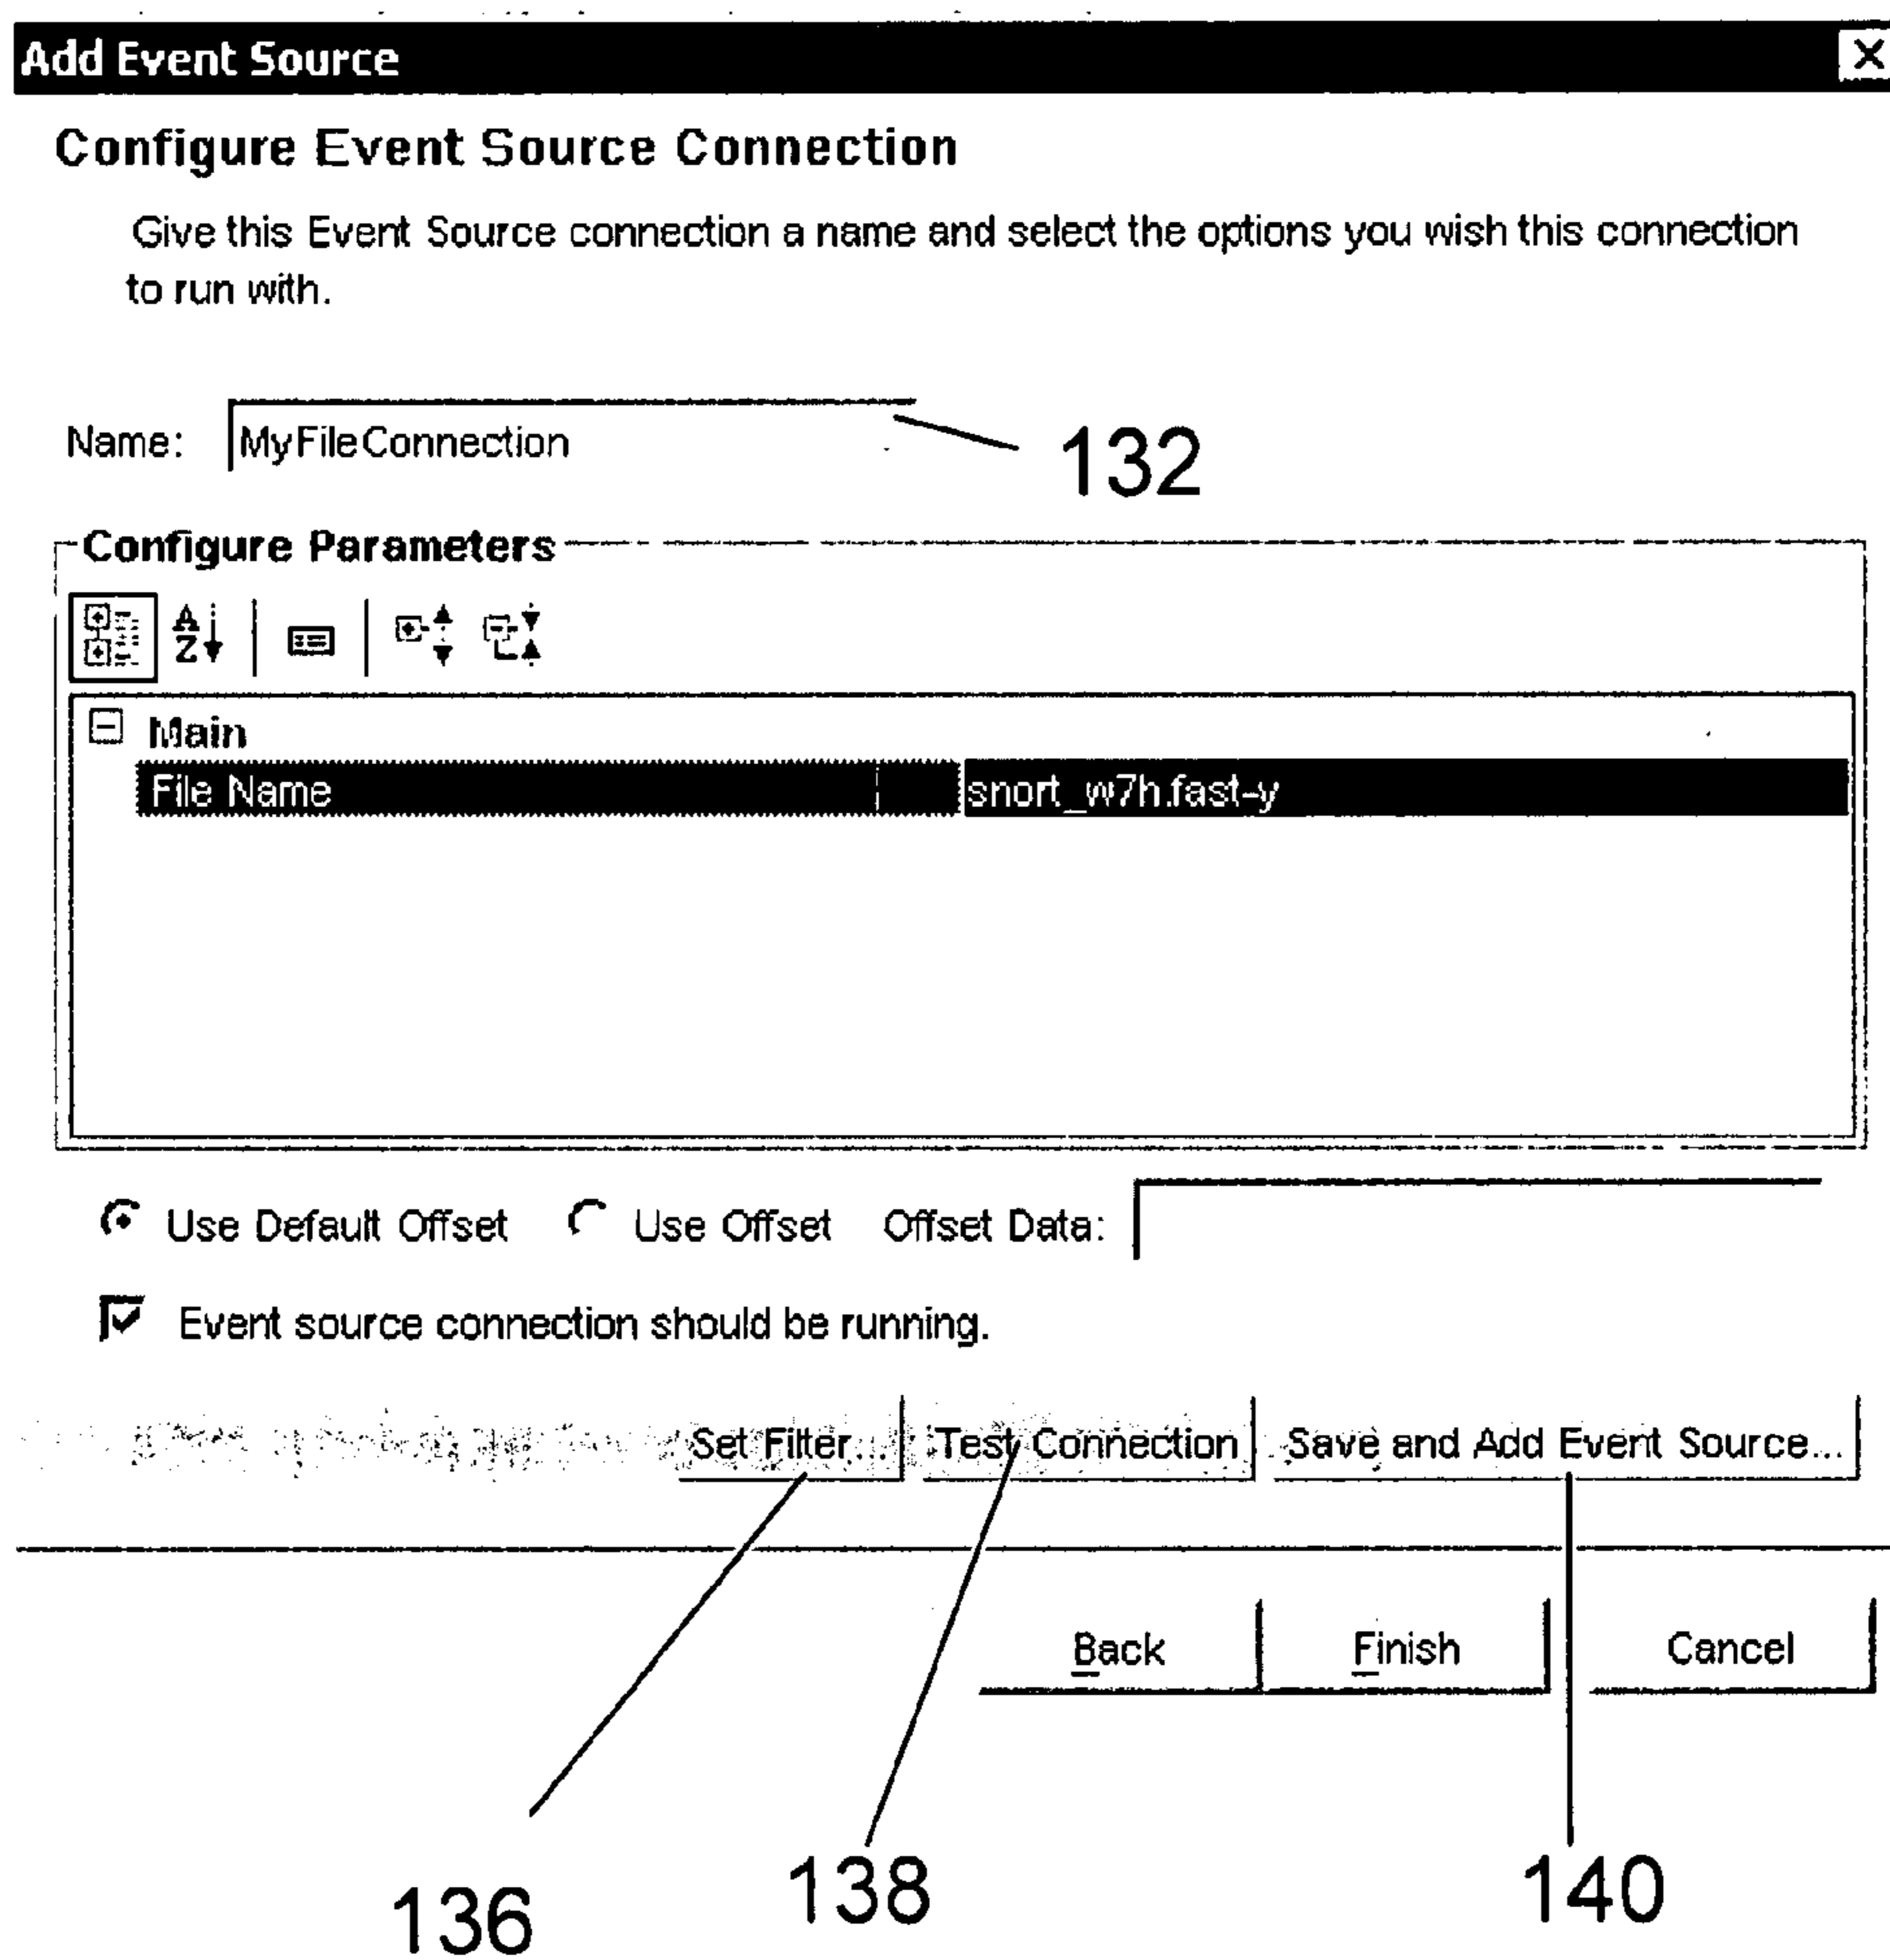 Add Event Source
Configure Event Source Connection
Give this Event Source connection a name and select the options you wish this connection
to run with.
Name: MyFileConnection
132
Configure Parameters
Main
File Name snort_w7h.fast-y
Use Default Offset Use Offset Offset Data:
Event source connection should be running.
Set Filter... Test Connection Save and Add Event Source...
Back Finish Cancel
136 138 140